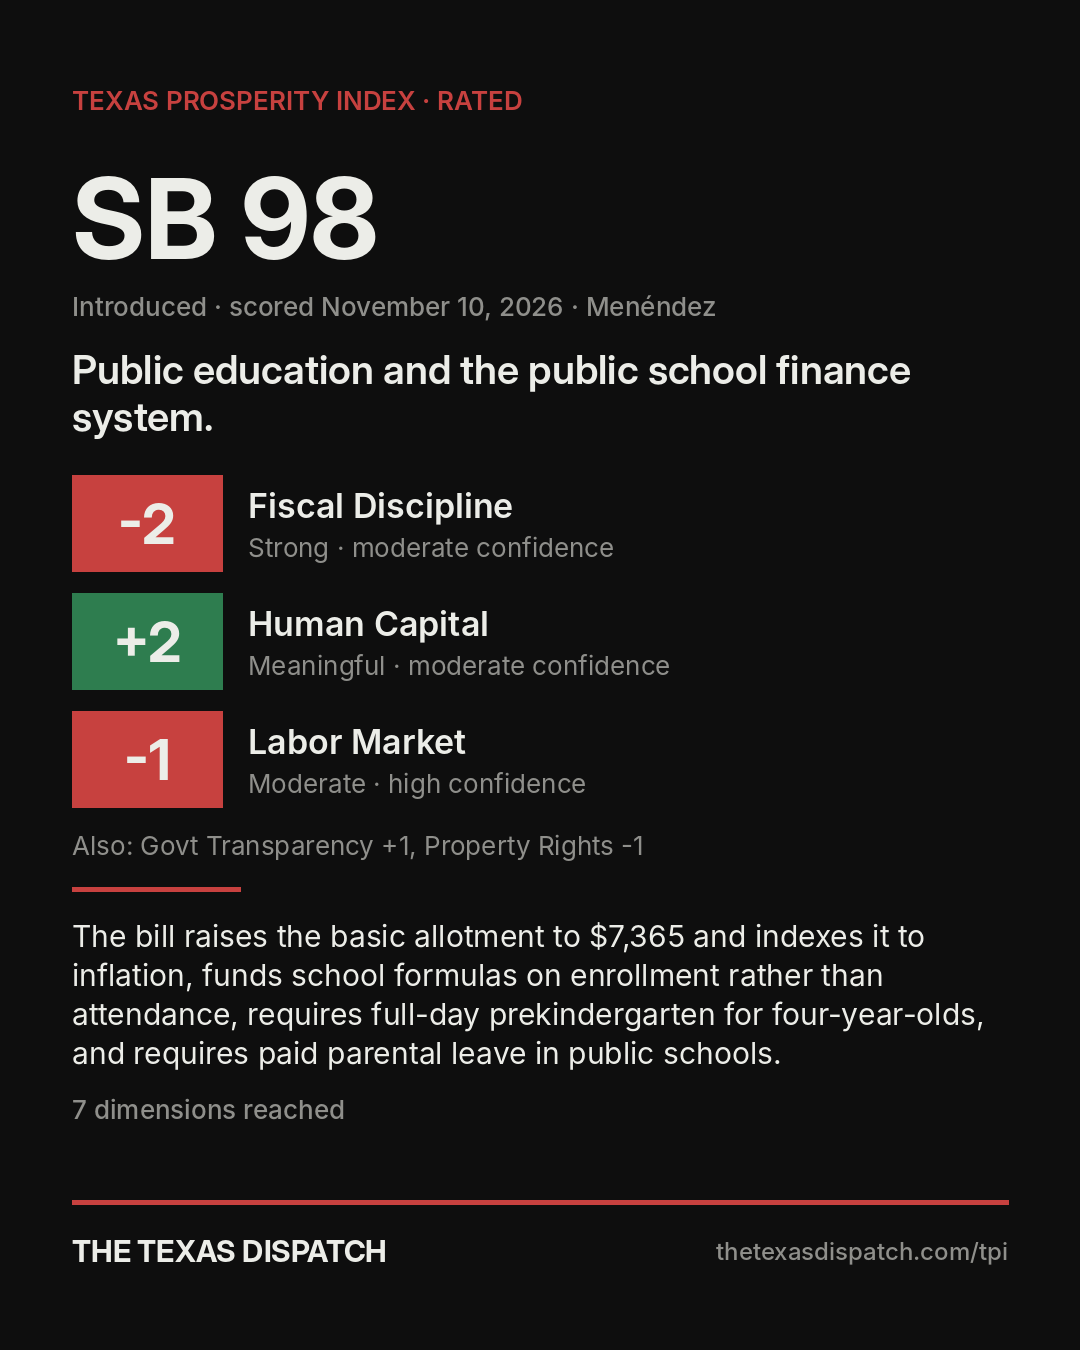 TEXAS PROSPERITY INDEX · RATED
SB 98
Introduced · scored November 10, 2026 · Menéndez
Public education and the public school finance
system.
-2
Fiscal Discipline
Strong · moderate confidence
+2
Human Capital
Meaningful · moderate confidence
-1
Labor Market
Moderate · high confidence
Also: Govt Transparency +1, Property Rights -1
The bill raises the basic allotment to $7,365 and indexes it to
inflation, funds school formulas on enrollment rather than
attendance, requires full-day prekindergarten for four-year-olds,
and requires paid parental leave in public schools.
7 dimensions reached
THE TEXAS DISPATCH
thetexasdispatch.com/tpi